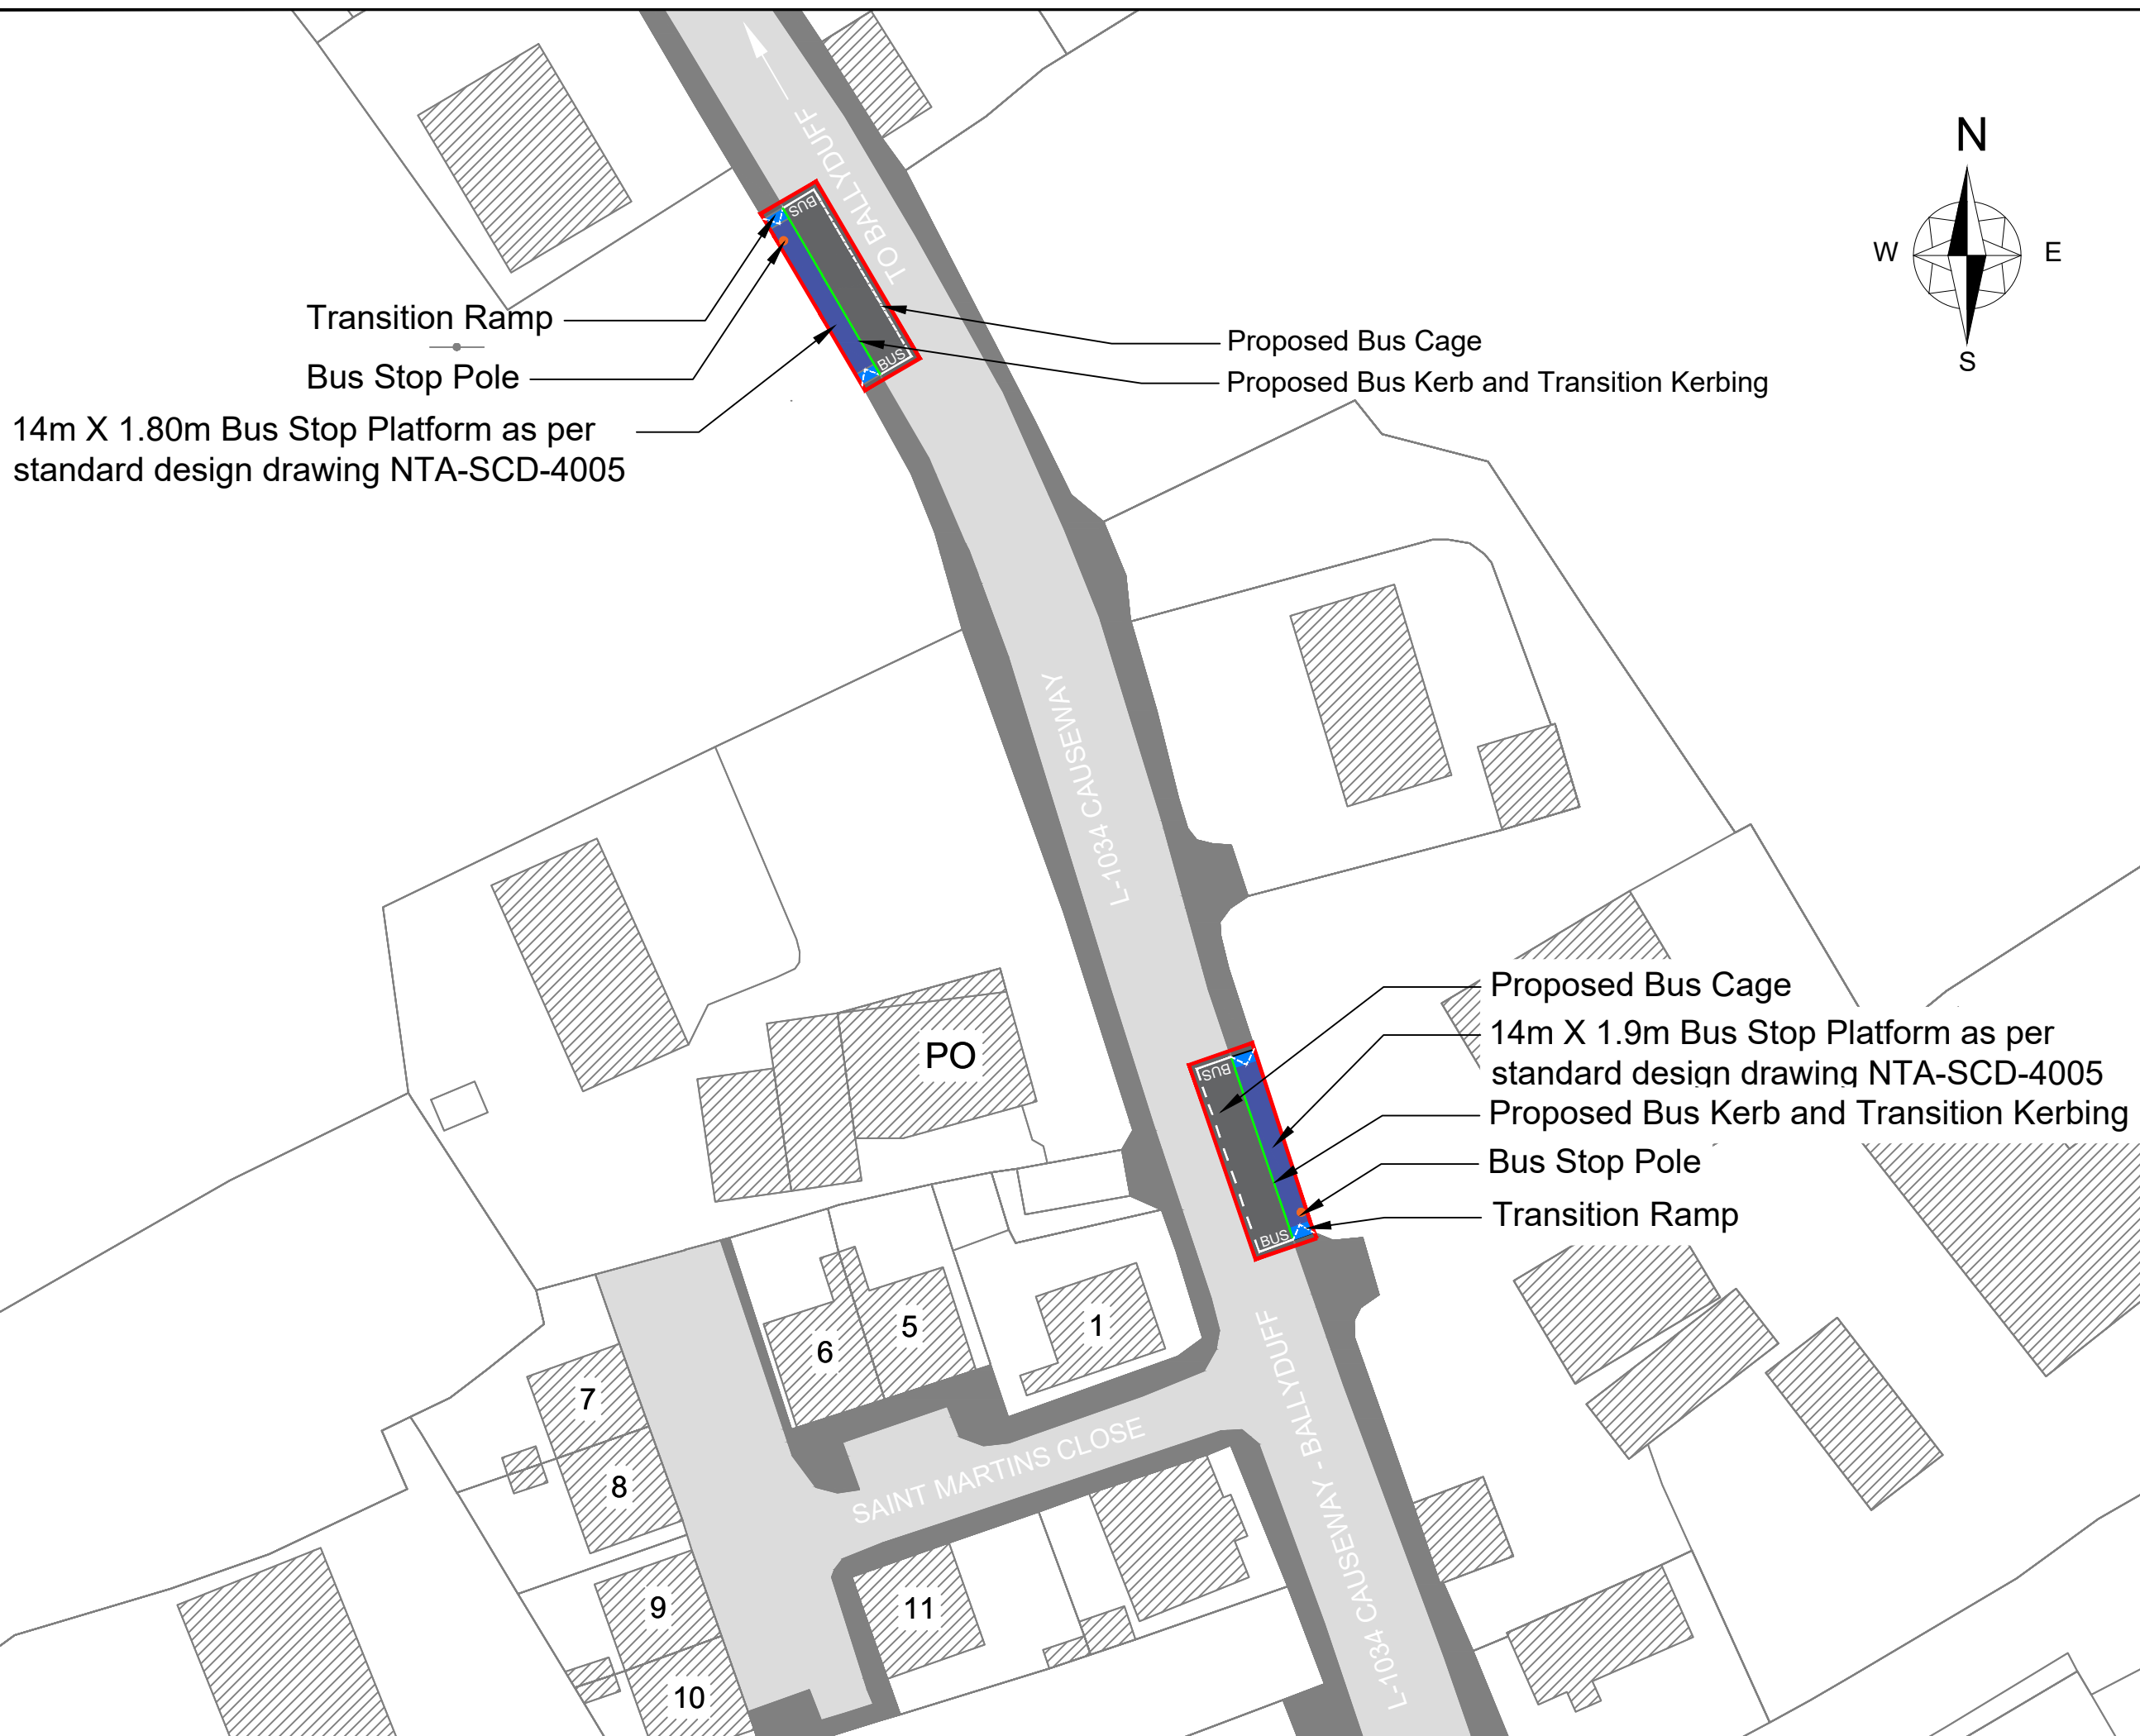 TO BALLYDUFF
N
W
E
S
BUS
BUS
Transition Ramp
Bus Stop Pole
14m X 1.80m Bus Stop Platform as per
standard design drawing NTA-SCD-4005
Proposed Bus Cage
Proposed Bus Kerb and Transition Kerbing
L-1034 CAUSEWAY
PO
Proposed Bus Cage
14m X 1.9m Bus Stop Platform as per
standard design drawing NTA-SCD-4005
Proposed Bus Kerb and Transition Kerbing
Bus Stop Pole
Transition Ramp
BUS
BUS
1
5
6
7
8
9
10
11
SAINT MARTINS CLOSE
L-1034 CAUSEWAY - BALLYDUFF